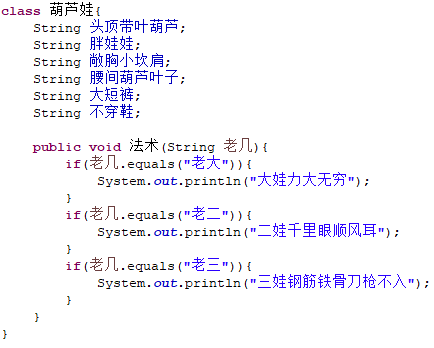 class 葫芦娃{
    String 头顶带叶葫芦;
    String 胖娃娃;
    String 敞胸小坎肩;
    String 腰间葫芦叶子;
    String 大短裤;
    String 不穿鞋;
    public void 法术(String 老几){
        if(老几.equals("老大")){
            System.out.println("大娃力大无穷");
        }
        if(老几.equals("老二")){
            System.out.println("二娃千里眼顺风耳");
        }
        if(老几.equals("老三")){
            System.out.println("三娃钢筋铁骨刀枪不入");
        }
    }
}